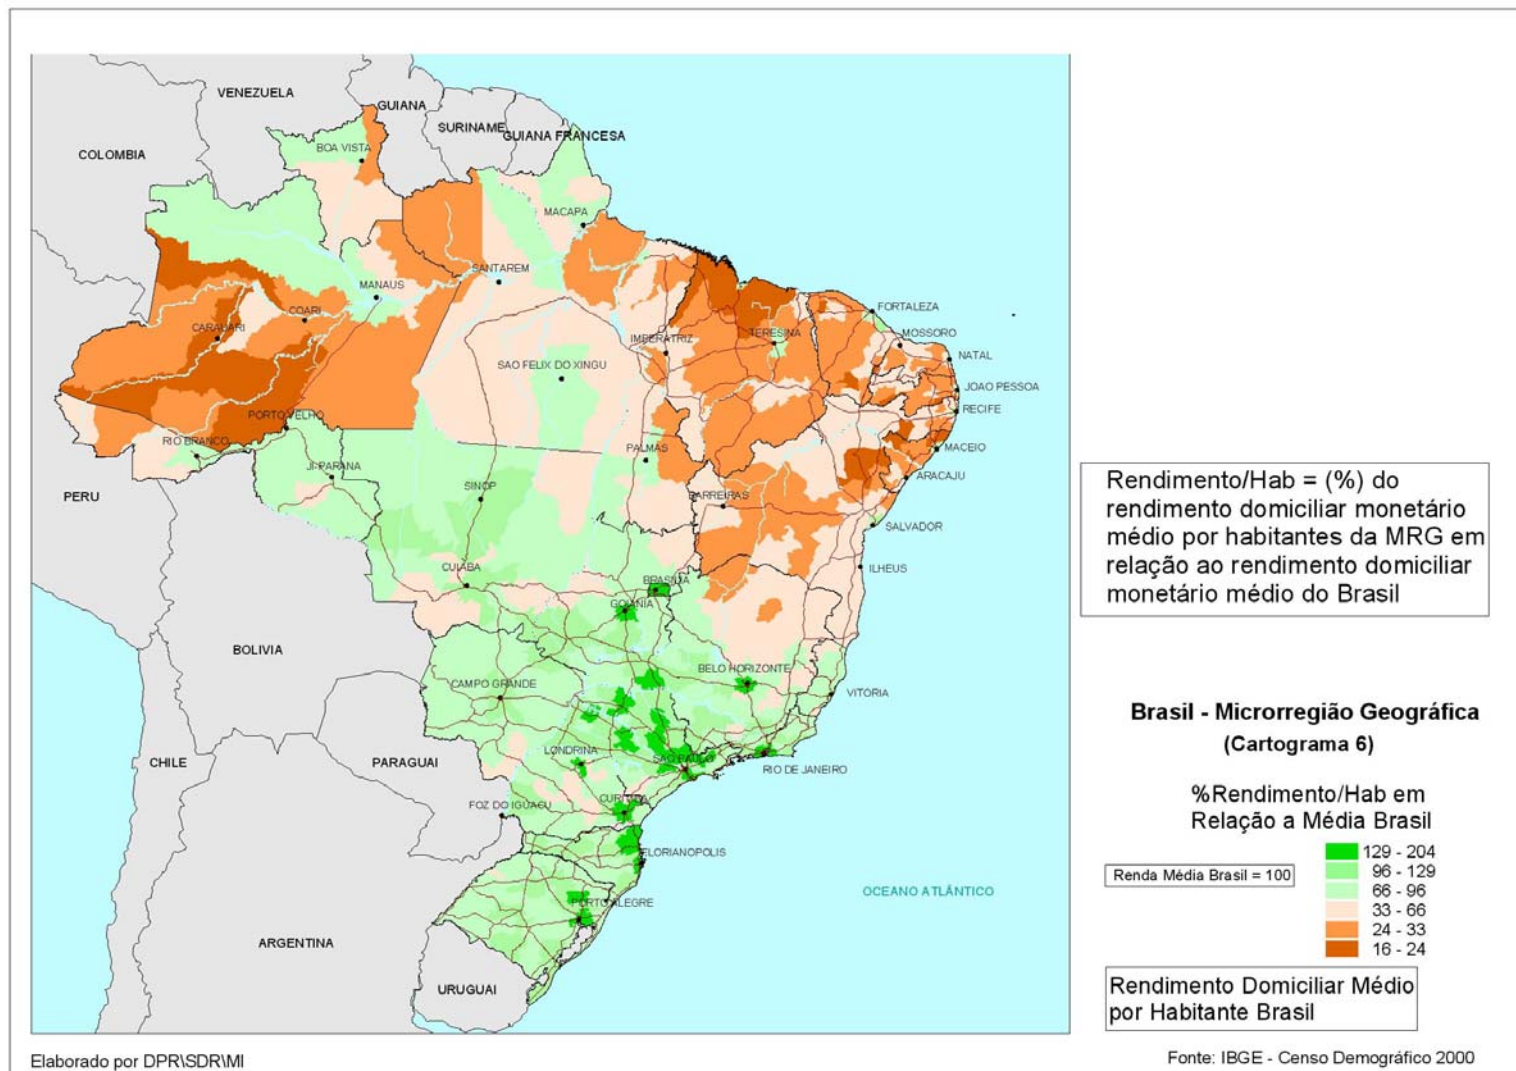 VENEZUELA
GUIANA
SURINAME
GUIANA FRANCESA
COLOMBIA
BOA VISTA
MACAPA
SANTAREM
MANAUS
FORTALEZA
COARI
CARAUARI
TERESINA
MOSSORO
IMPERATRIZ
NATAL
SAO FELIX DO XINGU
JOAO PESSOA
RECIFE
PORTO VELHO
RIO BRANCO
PALMAS
MACEIO
JI-PARANA
ARACAJU
PERU
SINOP
BARREIRAS
SALVADOR
CUIABA
ILHEUS
BRASILIA
GOIANIA
BOLIVIA
BELO HORIZONTE
CAMPO GRANDE
VITORIA
CHILE
PARAGUAI
LONDRINA
SAO PAULO
RIO DE JANEIRO
FOZ DO IGUACU
CURITIBA
FLORIANOPOLIS
OCEANO ATLÂNTICO
PORTO ALEGRE
ARGENTINA
URUGUAI
Rendimento/Hab = (%) do
rendimento domiciliar monetário
médio por habitantes da MRG em
relação ao rendimento domiciliar
monetário médio do Brasil
Brasil - Microrregião Geográfica
(Cartograma 6)
%Rendimento/Hab em
Relação a Média Brasil
Renda Média Brasil = 100
129 - 204
96 - 129
66 - 96
33 - 66
24 - 33
16 - 24
Rendimento Domiciliar Médio
por Habitante Brasil
Elaborado por DPR\SDR\MI
Fonte: IBGE - Censo Demográfico 2000